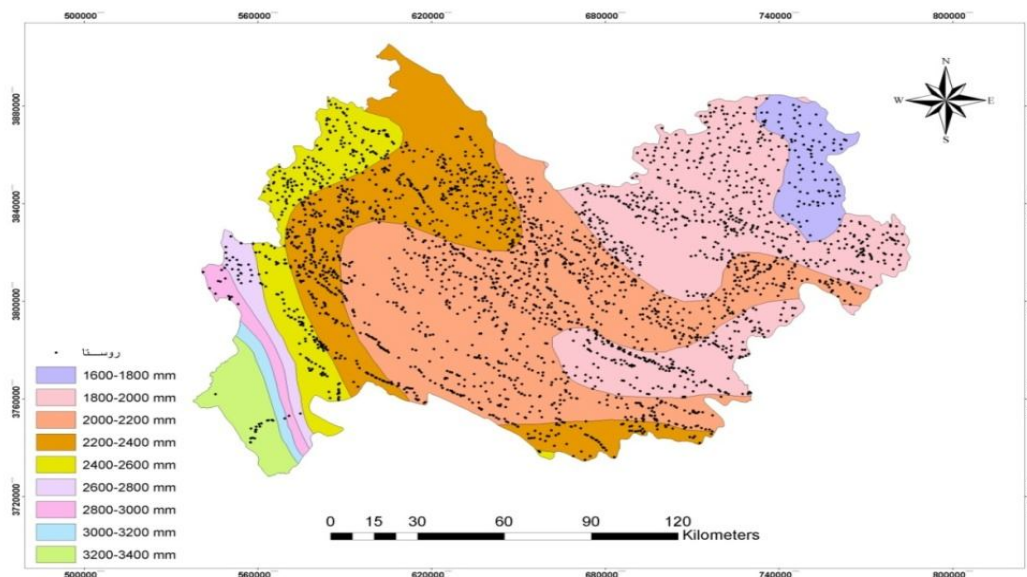 500000 560000 620000 680000 740000 800000
N
W E
S
3880000
3840000
3800000
3760000
3720000
روستا
1600-1800 mm
1800-2000 mm
2000-2200 mm
2200-2400 mm
2400-2600 mm
2600-2800 mm
2800-3000 mm
3000-3200 mm
3200-3400 mm
0 15 30 60 90 120
Kilometers
500000 560000 620000 680000 740000 800000